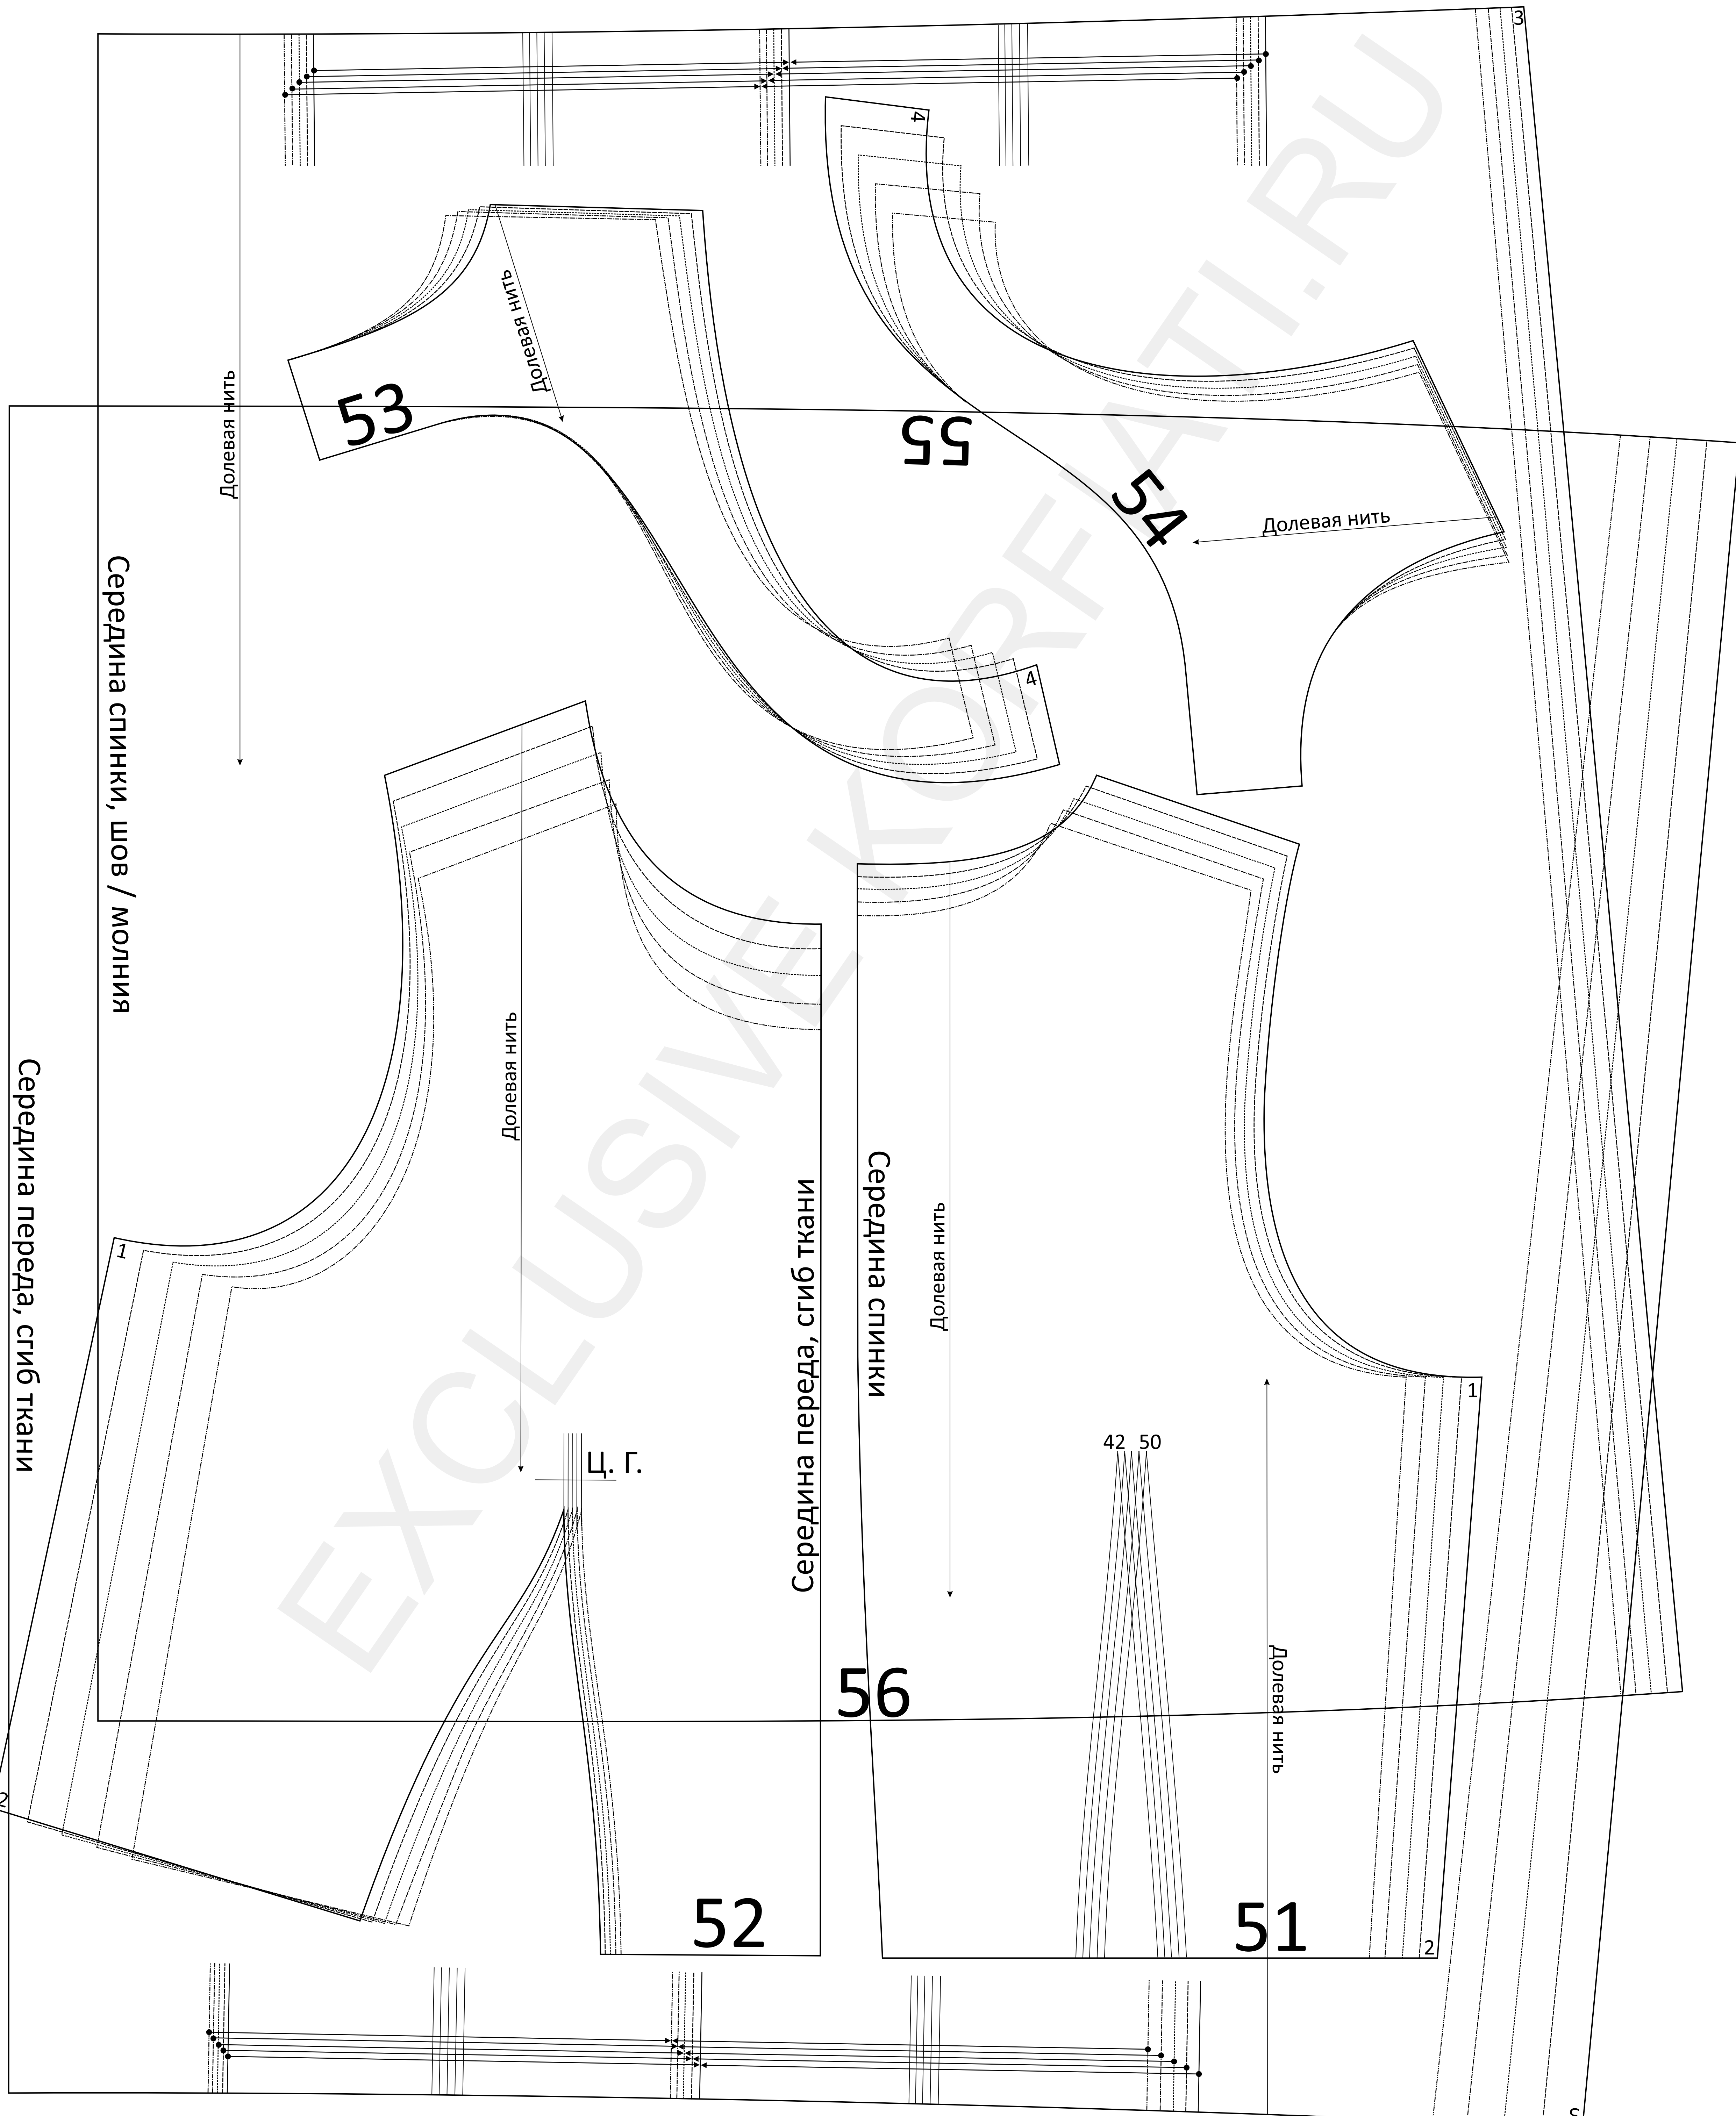 3
4
Долевая нить
Долевая нить
53
55
54
Долевая нить
Середина спинки, шов / молния
4
Середина переда, сгиб ткани
Долевая нить
1
Середина переда, сгиб ткани
Середина спинки
Долевая нить
1
42 50
Ц. Г.
Долевая нить
56
2
52
51
2
EXCLUSIVE KORFIATI.RU